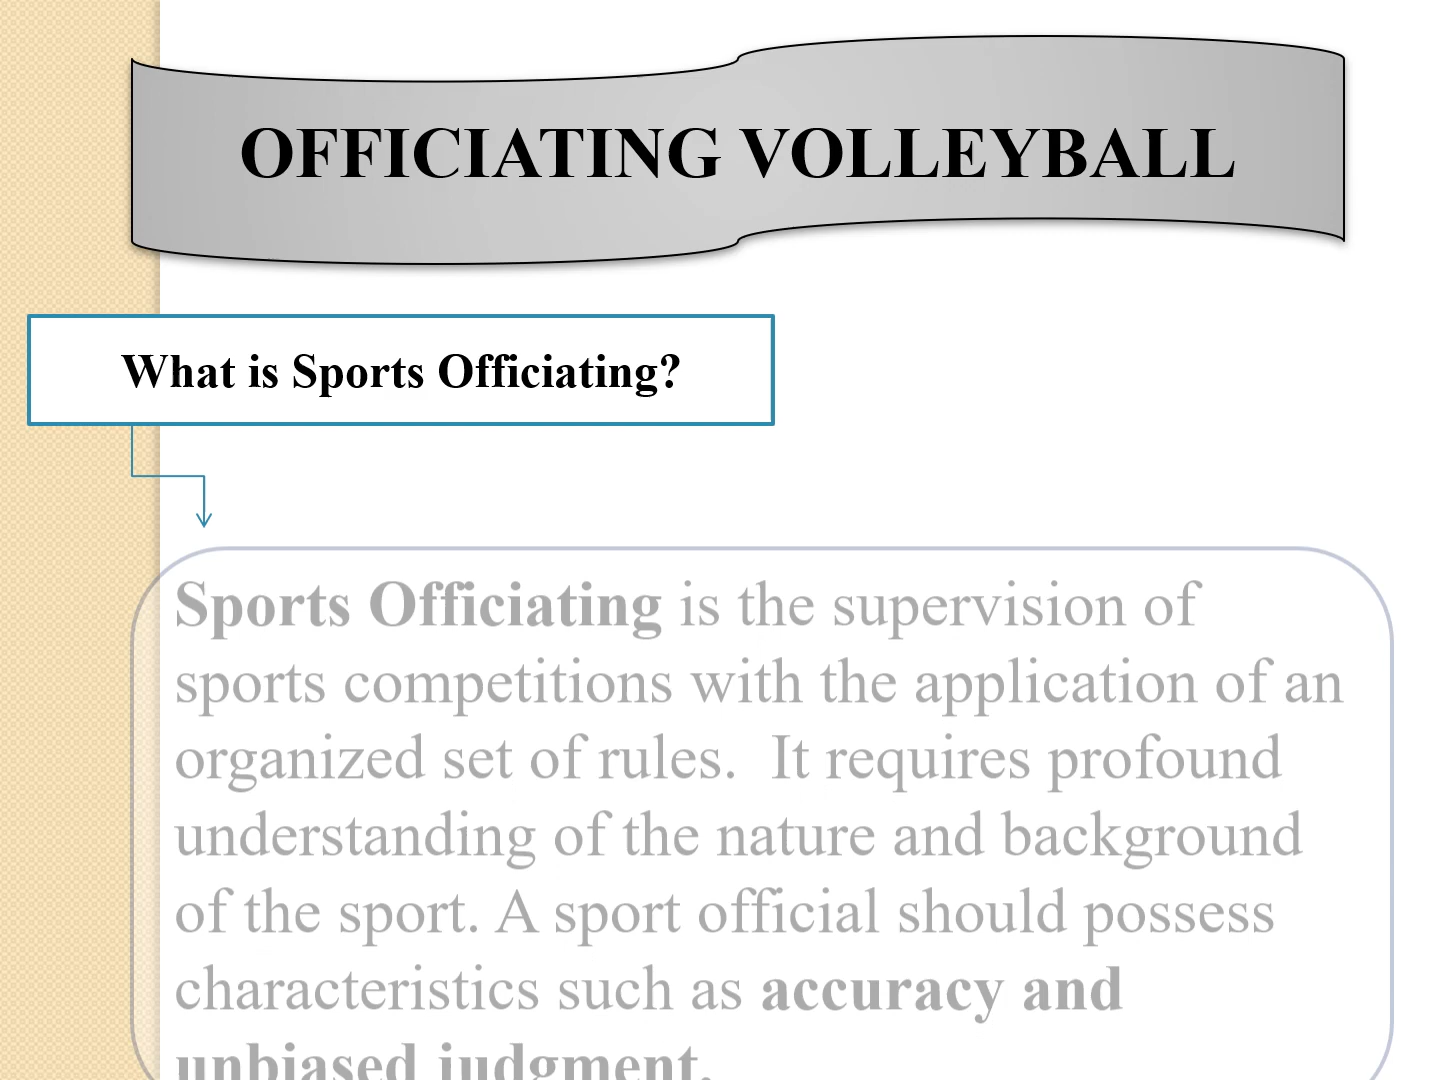 OFFICIATING VOLLEYBALL
What is Sports Officiating?
Sports Officiating is the supervision of
sports competitions with the application of an
organized set of rules.  It requires profound
understanding of the nature and background
of the sport. A sport official should possess
characteristics such as accuracy and
unbiased judgment.